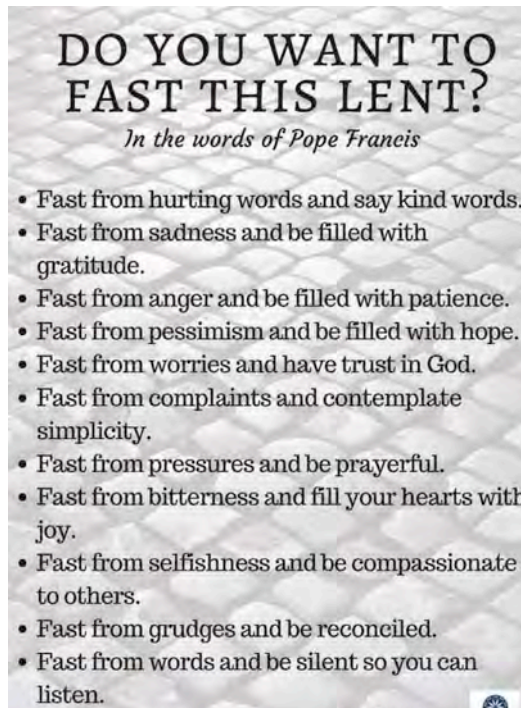 DO YOU WANT TO
FAST THIS LENT?
In the words of Pope Francis
• Fast from hurting words and say kind words.
• Fast from sadness and be filled with
gratitude.
• Fast from anger and be filled with patience.
• Fast from pessimism and be filled with hope.
• Fast from worries and have trust in God.
• Fast from complaints and contemplate
simplicity.
• Fast from pressures and be prayerful.
• Fast from bitterness and fill your hearts with
joy.
• Fast from selfishness and be compassionate
to others.
• Fast from grudges and be reconciled.
• Fast from words and be silent so you can
listen.